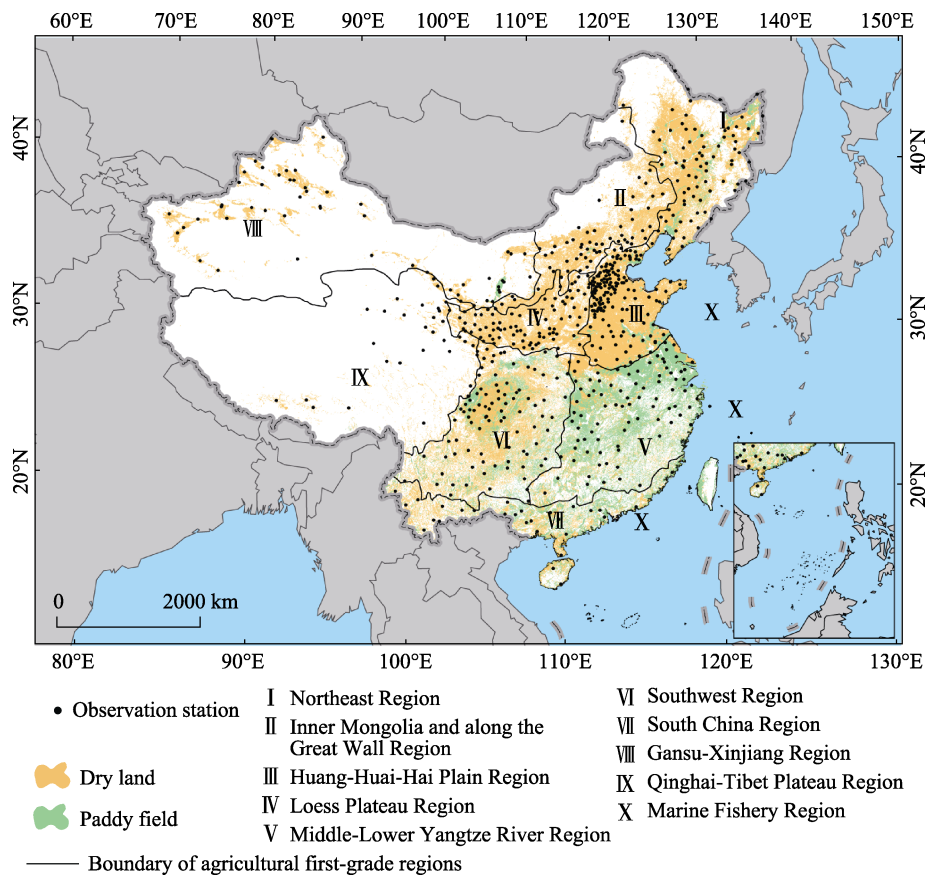 60°E 70°E 80°E 90°E 100°E 110°E 120°E 130°E 140°E 150°E
40°N
40°N
30°N
30°N
20°N
20°N
I
II
VIII
IV
III
X
IX
X
VI
V
VII
X
0 2000 km
80°E 90°E 100°E 110°E 120°E 130°E
Observation station
Dry land
Paddy field
Boundary of agricultural first-grade regions
I Northeast Region
II Inner Mongolia and along the
Great Wall Region
III Huang-Huai-Hai Plain Region
IV Loess Plateau Region
V Middle-Lower Yangtze River Region
VI Southwest Region
VII South China Region
VIII Gansu-Xinjiang Region
IX Qinghai-Tibet Plateau Region
X Marine Fishery Region